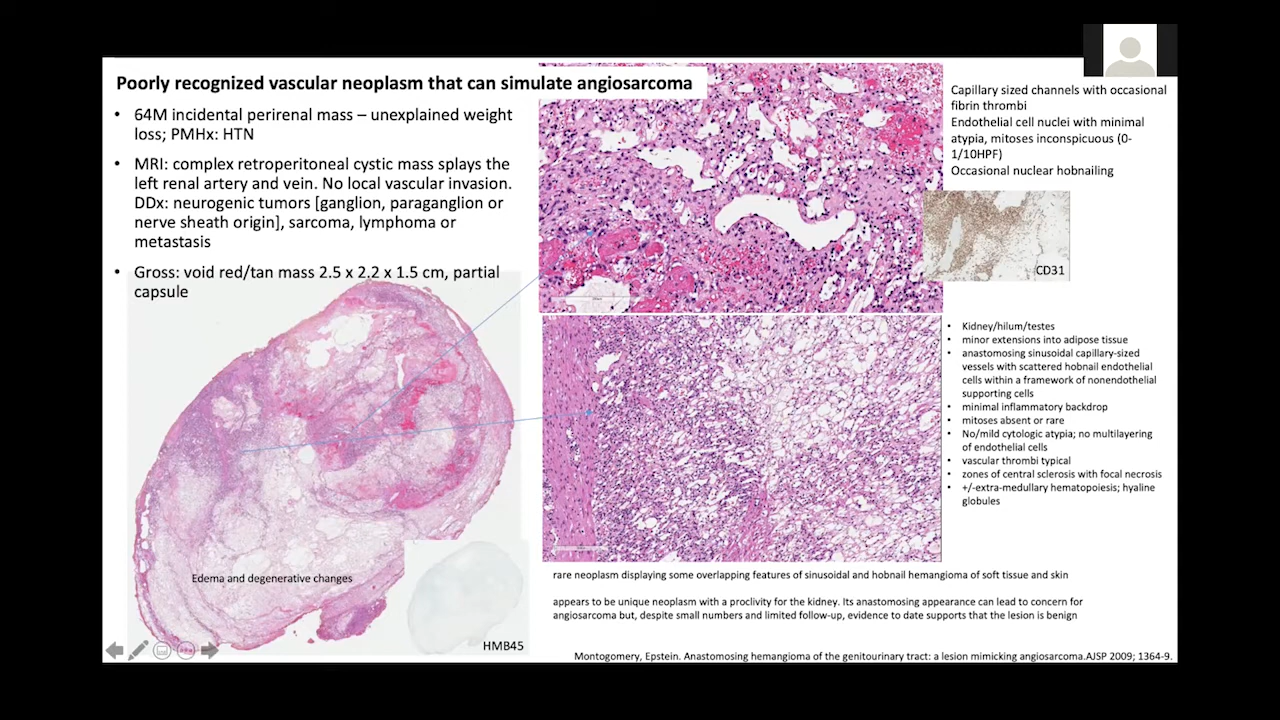 Poorly recognized vascular neoplasm that can simulate angiosarcoma
• 64M incidental perirenal mass – unexplained weight
loss; PMHx: HTN
• MRI: complex retroperitoneal cystic mass splays the
left renal artery and vein. No local vascular invasion.
DDx: neurogenic tumors [ganglion, paraganglion or
nerve sheath origin], sarcoma, lymphoma or
metastasis
• Gross: void red/tan mass 2.5 x 2.2 x 1.5 cm, partial
capsule
Edema and degenerative changes
HMB45
Capillary sized channels with occasional
fibrin thrombi
Endothelial cell nuclei with minimal
atypia, mitoses inconspicuous (0-
1/10HPF)
Occasional nuclear hobnailing
CD31
• Kidney/hilum/testes
• minor extensions into adipose tissue
• anastomosing sinusoidal capillary-sized
vessels with scattered hobnail endothelial
cells within a framework of nonendothelial
supporting cells
• minimal inflammatory backdrop
• mitoses absent or rare
• No/mild cytologic atypia; no multilayering
of endothelial cells
• vascular thrombi typical
• zones of central sclerosis with focal necrosis
• +/-extra-medullary hematopoiesis; hyaline
globules
rare neoplasm displaying some overlapping features of sinusoidal and hobnail hemangioma of soft tissue and skin
appears to be unique neoplasm with a proclivity for the kidney. Its anastomosing appearance can lead to concern for
angiosarcoma but, despite small numbers and limited follow-up, evidence to date supports that the lesion is benign
Montogomery, Epstein. Anastomosing hemangioma of the genitourinary tract: a lesion mimicking angiosarcoma.AJSP 2009; 1364-9.